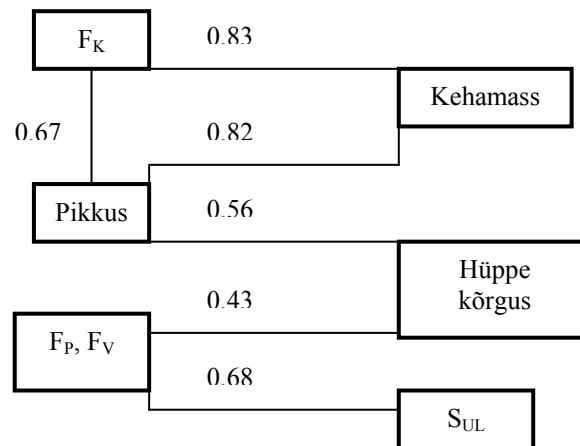 0.83
F_K
Kehamass
0.67
0.82
Pikkus
0.56
Hüppe
kõrgus
0.43
F_P, F_V
0.68
S_UL